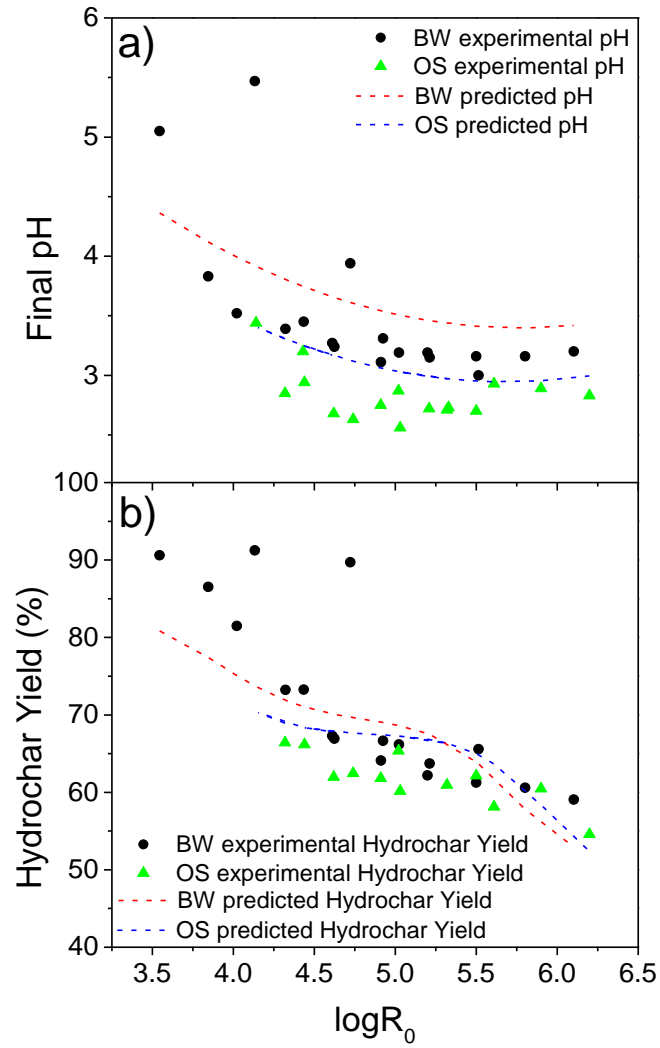 a)
BW experimental pH
OS experimental pH
BW predicted pH
OS predicted pH
Final pH
6
5
4
3
100
b)
90
80
70
60
50
40
Hydrochar Yield (%)
BW experimental Hydrochar Yield
OS experimental Hydrochar Yield
BW predicted Hydrochar Yield
OS predicted Hydrochar Yield
3.5 4.0 4.5 5.0 5.5 6.0 6.5
logR₀